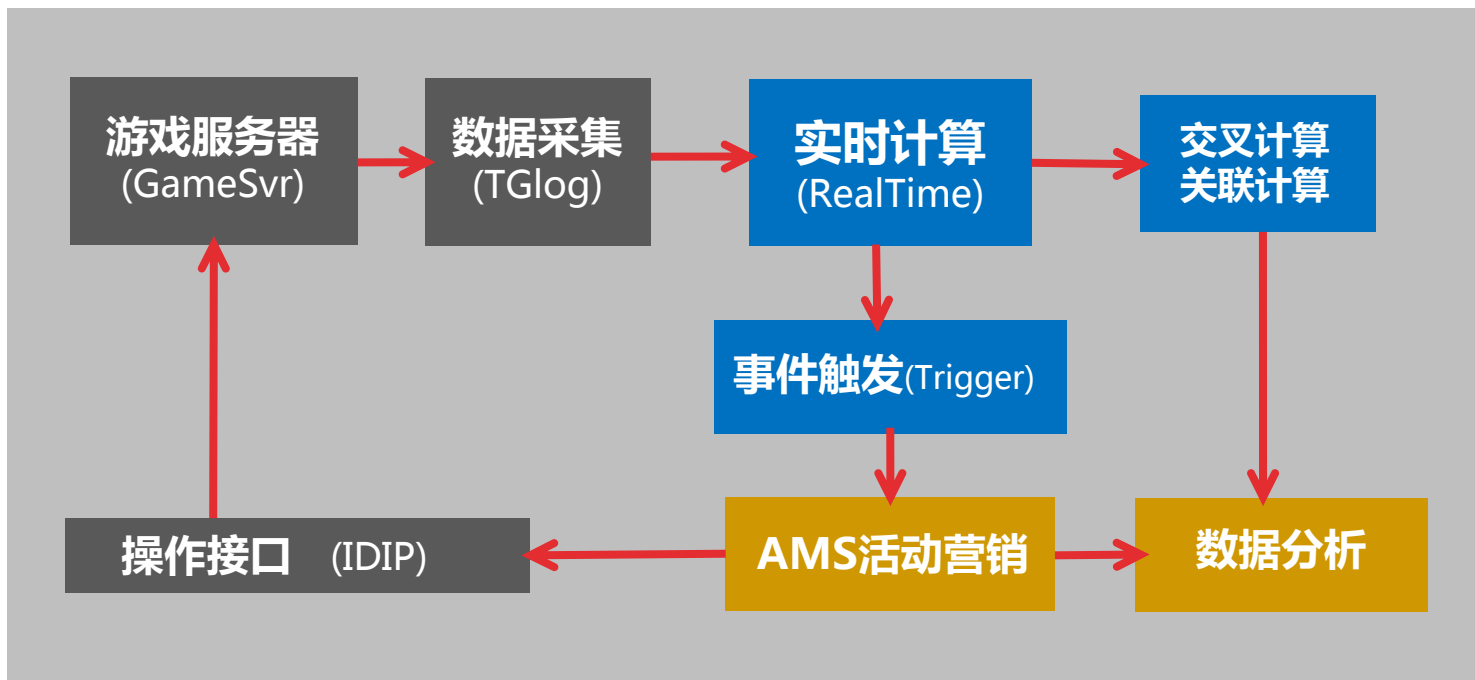 游戏服务器
(GameSvr)
数据采集
(TGlog)
实时计算
(RealTime)
交叉计算
关联计算
事件触发(Trigger)
操作接口 (IDIP)
AMS活动营销
数据分析